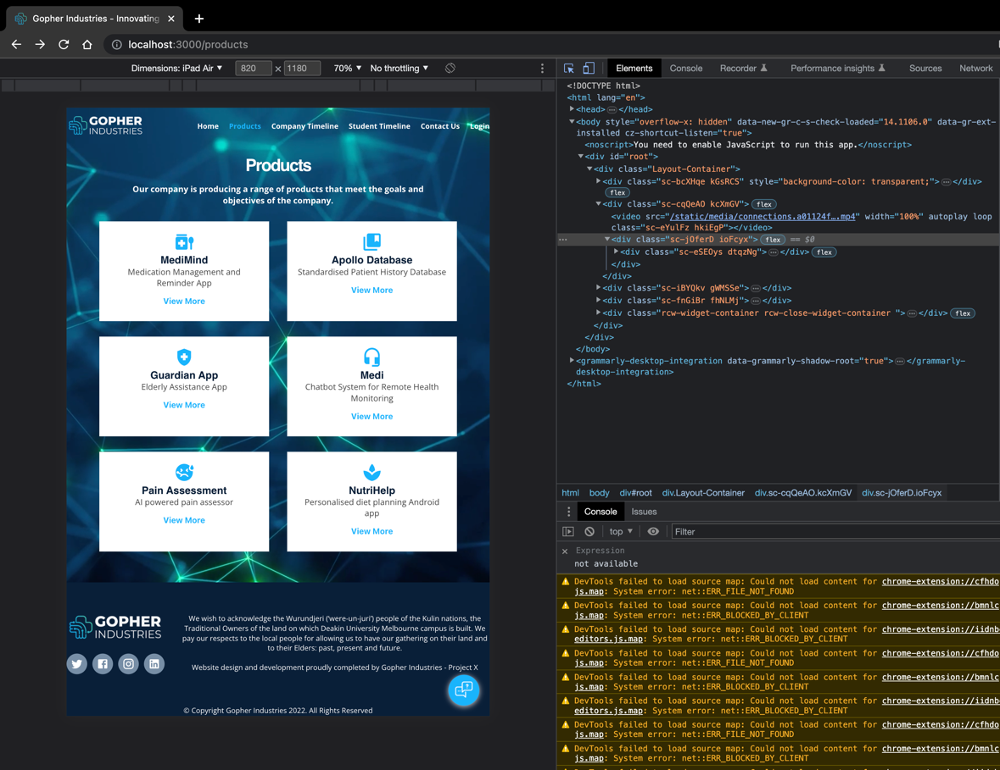 Gopher Industries - Innovating
localhost:3000/products
Dimensions: iPad Air 820 × 1180 70% No throttling
Elements Console Recorder Performance insights Sources Network
GOPHER
INDUSTRIES
Home Products Company Timeline Student Timeline Contact Us Login
Products
Our company is producing a range of products that meet the goals and
objectives of the company.
MediMind
Medication Management and
Reminder App
View More
Apollo Database
Standardised Patient History Database
View More
Guardian App
Elderly Assistance App
View More
Medi
Chatbot System for Remote Health
Monitoring
View More
Pain Assessment
AI powered pain assessor
View More
NutriHelp
Personalised diet planning Android
app
View More
GOPHER
INDUSTRIES
We wish to acknowledge the Wurundjeri ('were-un-juri') people of the Kulin nations, the
Traditional Owners of the land on which Deakin University Melbourne campus is built. We
pay our respects to the local people for allowing us to have our gathering on their land and
to their Elders: past, present and future.
Website design and development proudly completed by Gopher Industries - Project X
© Copyright Gopher Industries 2022. All Rights Reserved
<!DOCTYPE html>
<html lang="en">
<head> … </head>
<body style="overflow-x: hidden" data-new-gr-c-s-check-loaded="14.1106.0" data-gr-ext-
installed cz-shortcut-listen="true">
<noscript>You need to enable JavaScript to run this app.</noscript>
<div id="root">
<div class="Layout-Container">
<div class="sc-bcXHqe kGsRCS" style="background-color: transparent;"> … </div>
flex
<div class="sc-cqQeAO kcXmGV"> flex
<video src="/static/media/connections.a01124f….mp4" width="100%" autoplay loop
class="sc-eYulFz hkiEgP"></video>
<div class="sc-jOferD ioFcyx"> flex == $0
<div class="sc-eSEOys dtqzNg"> … </div> flex
</div>
</div>
<div class="sc-iBYQkv gWMSSe"> … </div>
<div class="sc-fnGiBr fhNLMj"> … </div>
<div class="rcw-widget-container rcw-close-widget-container "> … </div> flex
</div>
</div>
</body>
<grammarly-desktop-integration data-grammarly-shadow-root="true"> … </grammarly-
desktop-integration>
</html>
html body div#root div.Layout-Container div.sc-cqQeAO.kcXmGV div.sc-jOferD.ioFcyx
Console Issues
top Filter
Expression
not available
DevTools failed to load source map: Could not load content for chrome-extension://cfhdo
js.map: System error: net::ERR_FILE_NOT_FOUND
DevTools failed to load source map: Could not load content for chrome-extension://bmnlc
js.map: System error: net::ERR_BLOCKED_BY_CLIENT
DevTools failed to load source map: Could not load content for chrome-extension://iidnb
editors.js.map: System error: net::ERR_BLOCKED_BY_CLIENT
DevTools failed to load source map: Could not load content for chrome-extension://cfhdo
js.map: System error: net::ERR_FILE_NOT_FOUND
DevTools failed to load source map: Could not load content for chrome-extension://bmnlc
js.map: System error: net::ERR_BLOCKED_BY_CLIENT
DevTools failed to load source map: Could not load content for chrome-extension://iidnb
editors.js.map: System error: net::ERR_BLOCKED_BY_CLIENT
DevTools failed to load source map: Could not load content for chrome-extension://cfhdo
js.map: System error: net::ERR_FILE_NOT_FOUND
DevTools failed to load source map: Could not load content for chrome-extension://bmnlc
js.map: System error: net::ERR_BLOCKED_BY_CLIENT